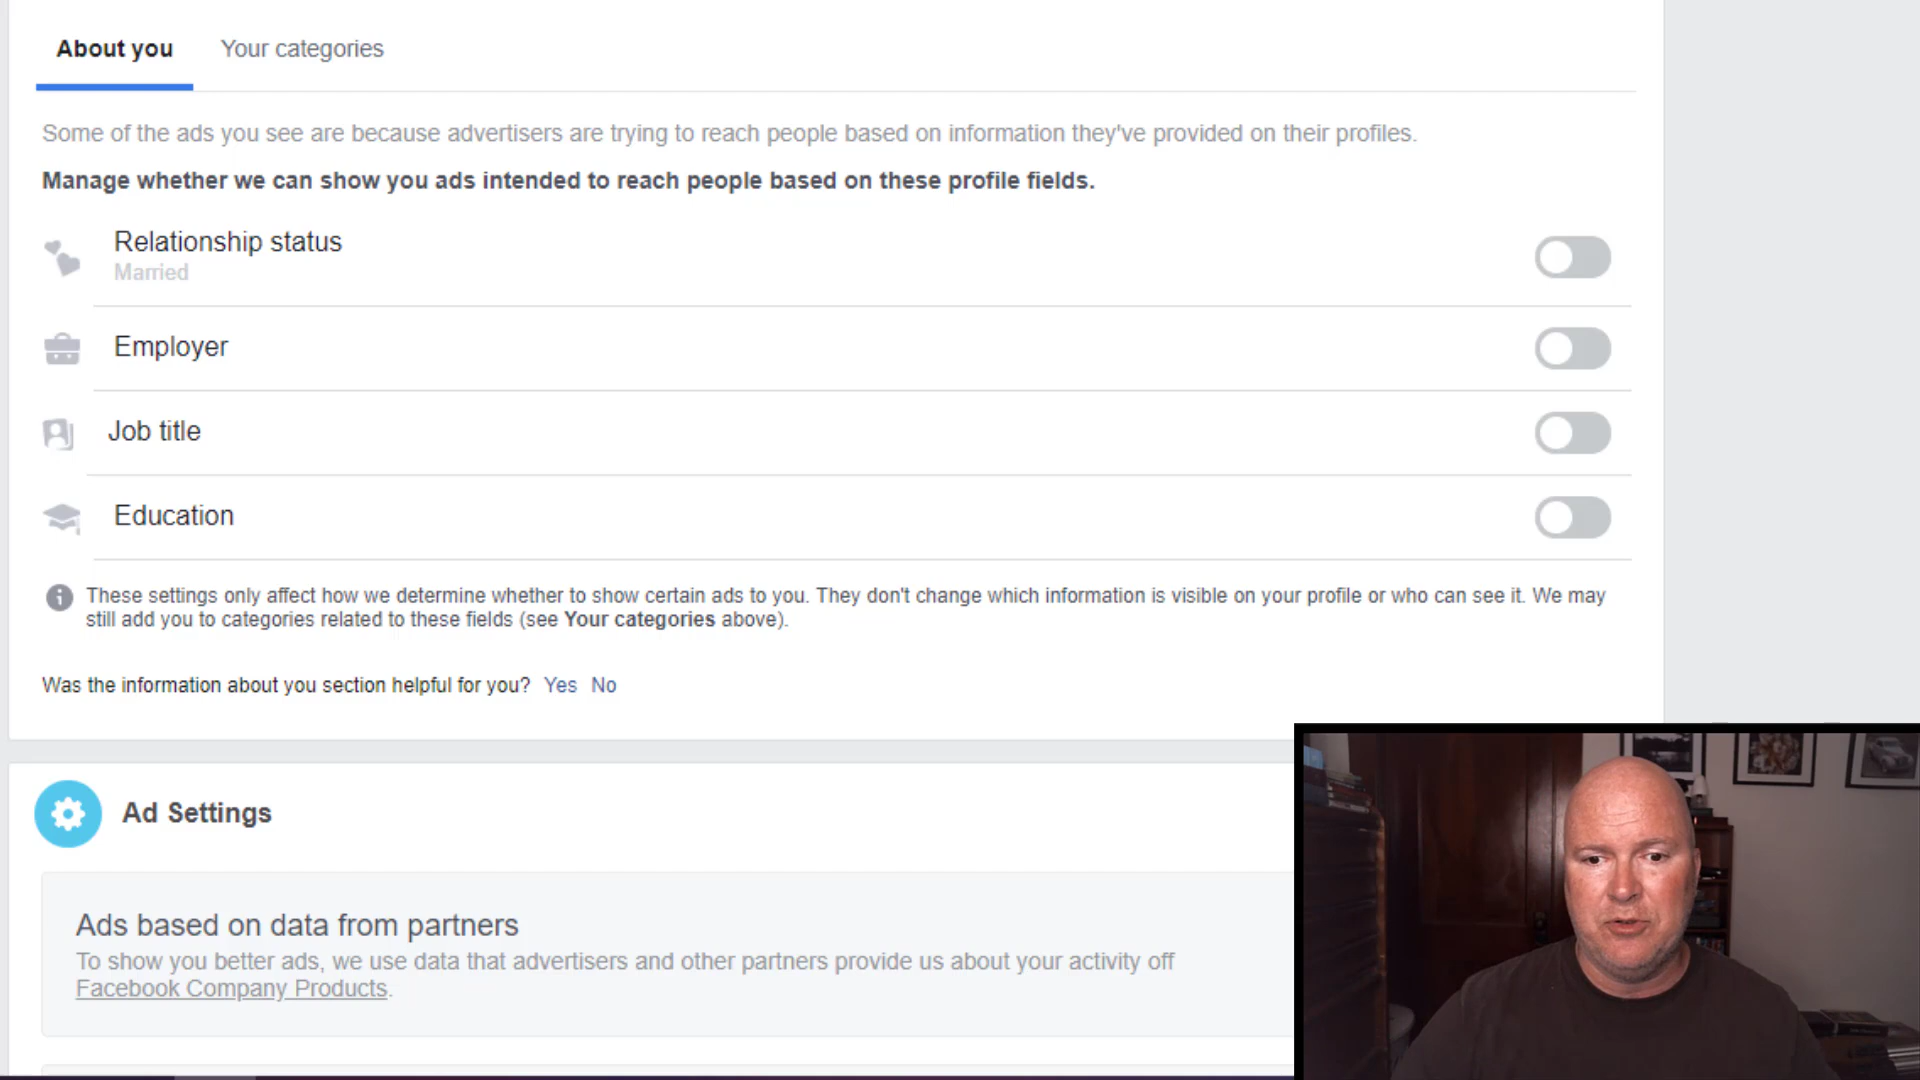 About you Your categories
Some of the ads you see are because advertisers are trying to reach people based on information they've provided on their profiles.
Manage whether we can show you ads intended to reach people based on these profile fields.
Relationship status
Married
Employer
Job title
Education
These settings only affect how we determine whether to show certain ads to you. They don't change which information is visible on your profile or who can see it. We may
still add you to categories related to these fields (see Your categories above).
Was the information about you section helpful for you? Yes No
Ad Settings
Ads based on data from partners
To show you better ads, we use data that advertisers and other partners provide us about your activity off
Facebook Company Products.